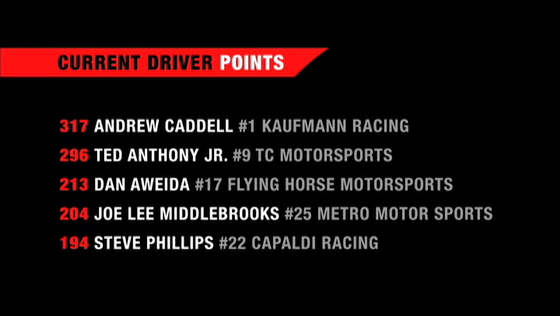 CURRENT DRIVER POINTS
317 ANDREW CADDELL #1 KAUFMANN RACING
296 TED ANTHONY JR. #9 TC MOTORSPORTS
213 DAN AWEIDA #17 FLYING HORSE MOTORSPORTS
204 JOE LEE MIDDLEBROOKS #25 METRO MOTOR SPORTS
194 STEVE PHILLIPS #22 CAPALDI RACING